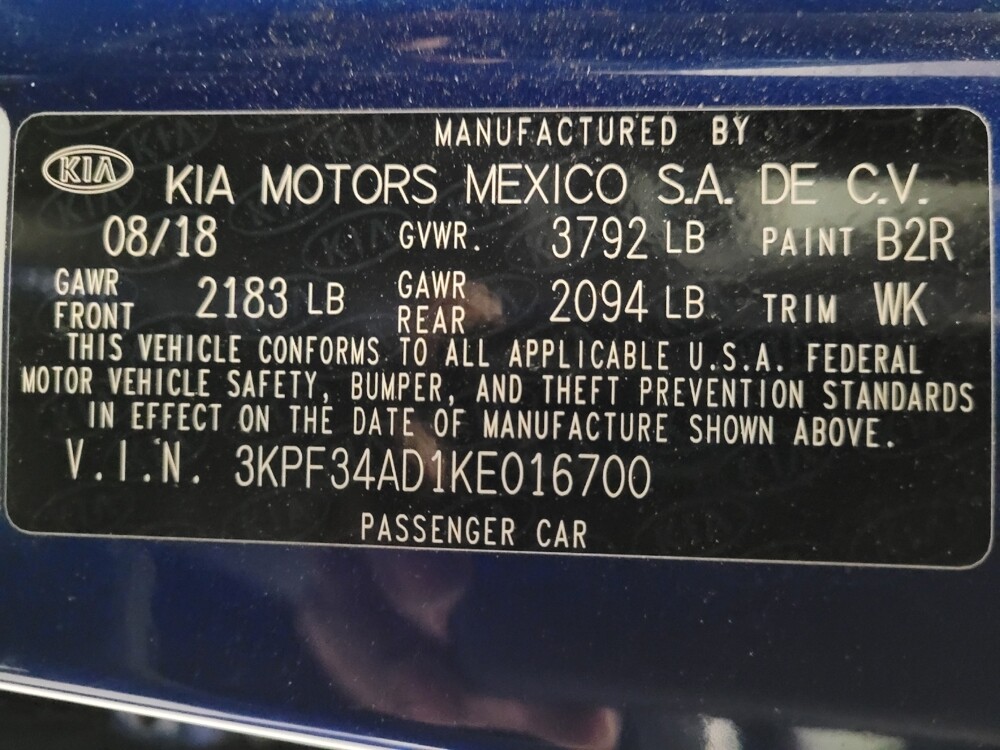 MANUFACTURED BY
KIA KIA MOTORS MEXICO S.A. DE C.V.
08/18 GVWR. 3792 LB PAINT B2R
GAWR FRONT 2183 LB GAWR REAR 2094 LB TRIM WK
THIS VEHICLE CONFORMS TO ALL APPLICABLE U.S.A. FEDERAL
MOTOR VEHICLE SAFETY, BUMPER, AND THEFT PREVENTION STANDARDS
IN EFFECT ON THE DATE OF MANUFACTURE SHOWN ABOVE.
V.I.N. 3KPF34AD1KE016700
PASSENGER CAR